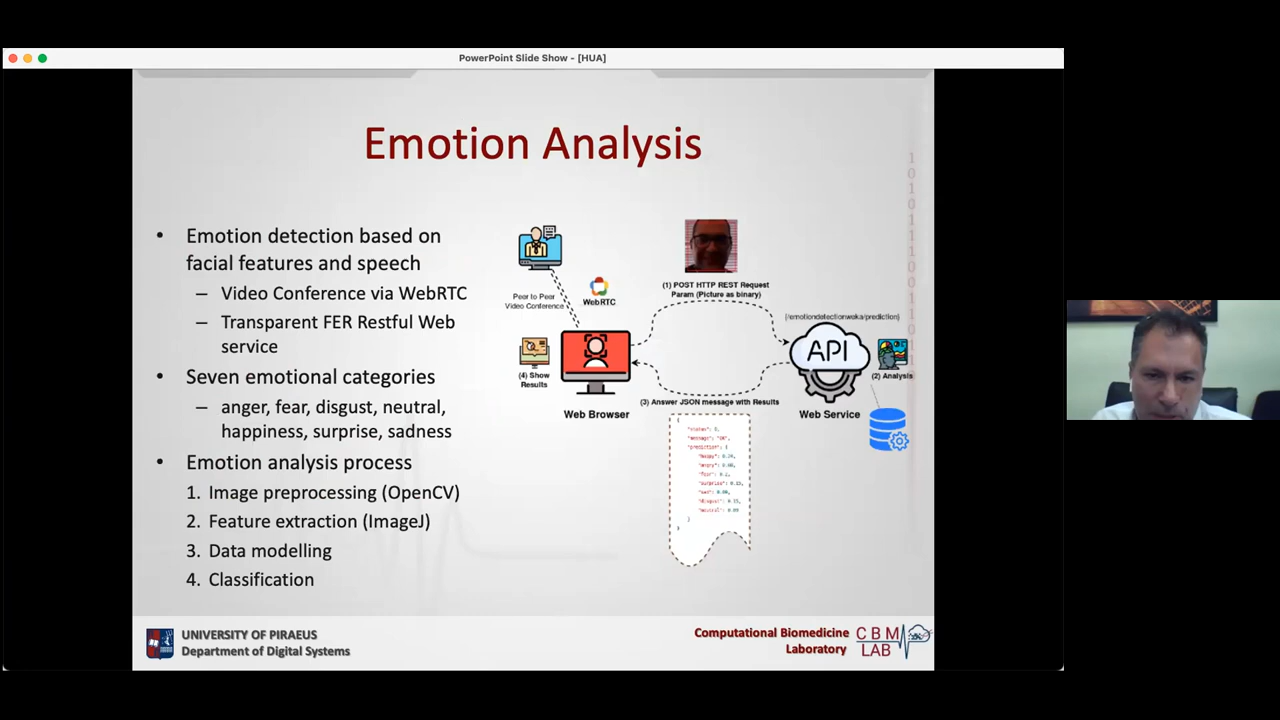 PowerPoint Slide Show - [HUA]
Emotion Analysis
• Emotion detection based on
facial features and speech
– Video Conference via WebRTC
– Transparent FER Restful Web
service
• Seven emotional categories
– anger, fear, disgust, neutral,
happiness, surprise, sadness
• Emotion analysis process
1. Image preprocessing (OpenCV)
2. Feature extraction (ImageJ)
3. Data modelling
4. Classification
Peer to Peer
Video Conference
WebRTC
(1) POST HTTP REST Request
Param (Picture as binary)
{/emotiondetectionweka/prediction}
API
(2) Analysis
(4) Show
Results
Web Browser
(3) Answer JSON message with Results
Web Service
"message": "OK",
"prediction": {
}
}
UNIVERSITY OF PIRAEUS
Department of Digital Systems
Computational Biomedicine
Laboratory
CBM
LAB